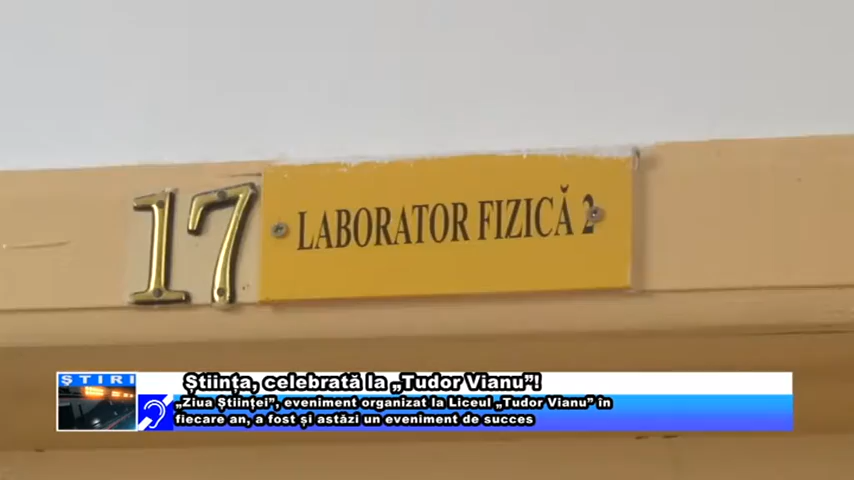 17
LABORATOR FIZICĂ 2
ȘTIRI
Știința, celebrată la „Tudor Vianu”!
„Ziua Științei”, eveniment organizat la Liceul „Tudor Vianu” în
fiecare an, a fost și astăzi un eveniment de succes